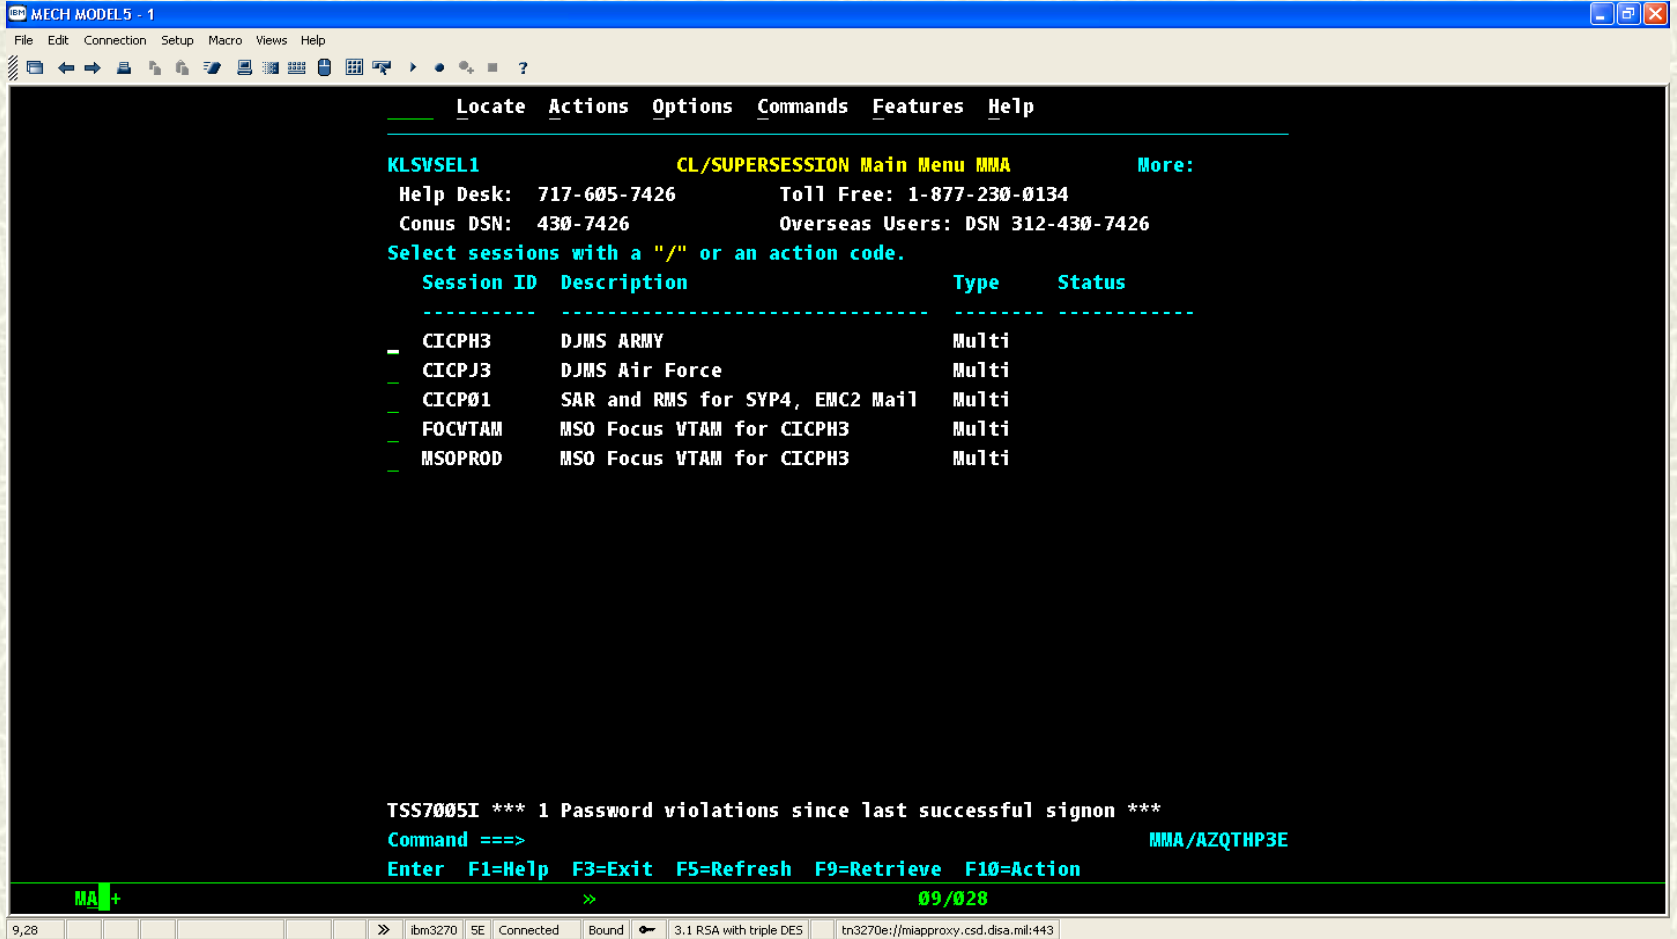 IBM MECH MODEL5 - 1
File Edit Connection Setup Macro Views Help
?
Locate Actions Options Commands Features Help
KLSVSEL1 CL/SUPERSESSION Main Menu MMA More:
Help Desk: 717-605-7426 Toll Free: 1-877-230-0134
Conus DSN: 430-7426 Overseas Users: DSN 312-430-7426
Select sessions with a "/" or an action code.
Session ID Description Type Status
---------- -------------------------------- -------- ------------
_ CICPH3 DJMS ARMY Multi
_ CICPJ3 DJMS Air Force Multi
_ CICP01 SAR and RMS for SYP4, EMC2 Mail Multi
_ FOCVTAM MSO Focus VTAM for CICPH3 Multi
_ MSOPROD MSO Focus VTAM for CICPH3 Multi
TSS7005I *** 1 Password violations since last successful signon ***
Command ===> MMA/AZQTHP3E
Enter F1=Help F3=Exit F5=Refresh F9=Retrieve F10=Action
MA + » 09/028
9,28 » ibm3270 5E Connected Bound 3.1 RSA with triple DES tn3270e://miapproxy.csd.disa.mil:443